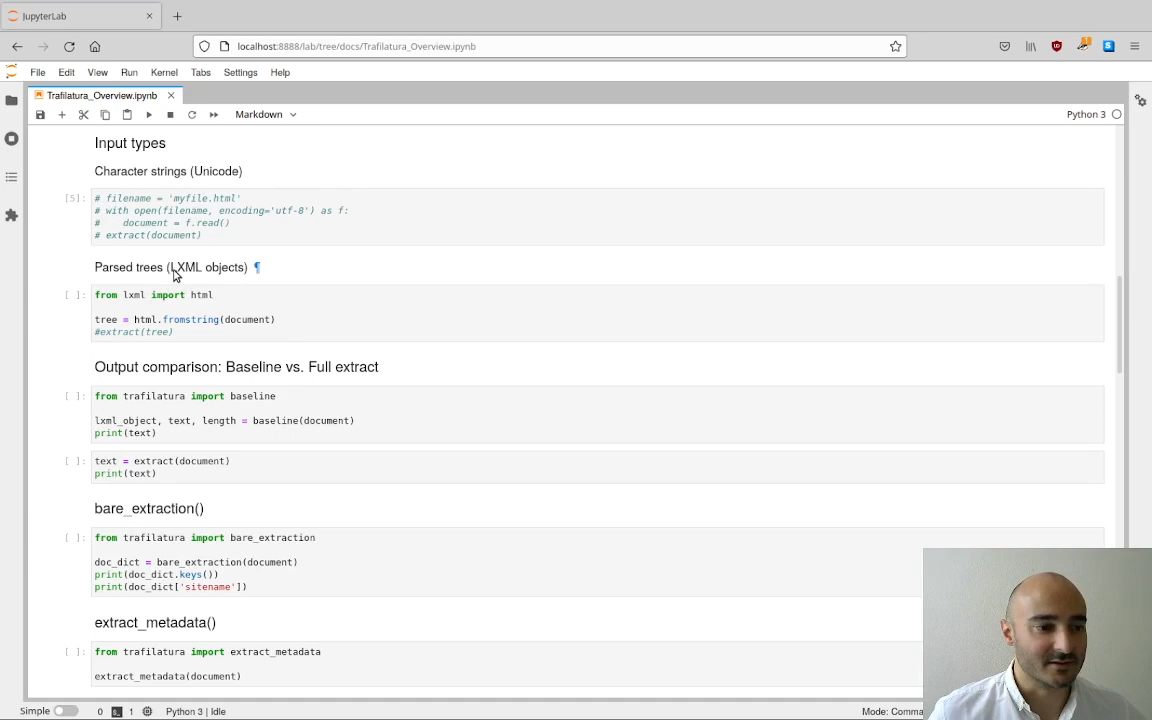 JupyterLab
localhost:8888/lab/tree/docs/Trafilatura_Overview.ipynb
File Edit View Run Kernel Tabs Settings Help
Trafilatura_Overview.ipynb
Markdown
Python 3
Input types
Character strings (Unicode)
[5]:
# filename = 'myfile.html'
# with open(filename, encoding='utf-8') as f:
#    document = f.read()
# extract(document)
Parsed trees (LXML objects) ¶
[ ]:
from lxml import html
tree = html.fromstring(document)
#extract(tree)
Output comparison: Baseline vs. Full extract
[ ]:
from trafilatura import baseline
lxml_object, text, length = baseline(document)
print(text)
[ ]:
text = extract(document)
print(text)
bare_extraction()
[ ]:
from trafilatura import bare_extraction
doc_dict = bare_extraction(document)
print(doc_dict.keys())
print(doc_dict['sitename'])
extract_metadata()
[ ]:
from trafilatura import extract_metadata
extract_metadata(document)
Simple 0 1 Python 3 | Idle Mode: Comma